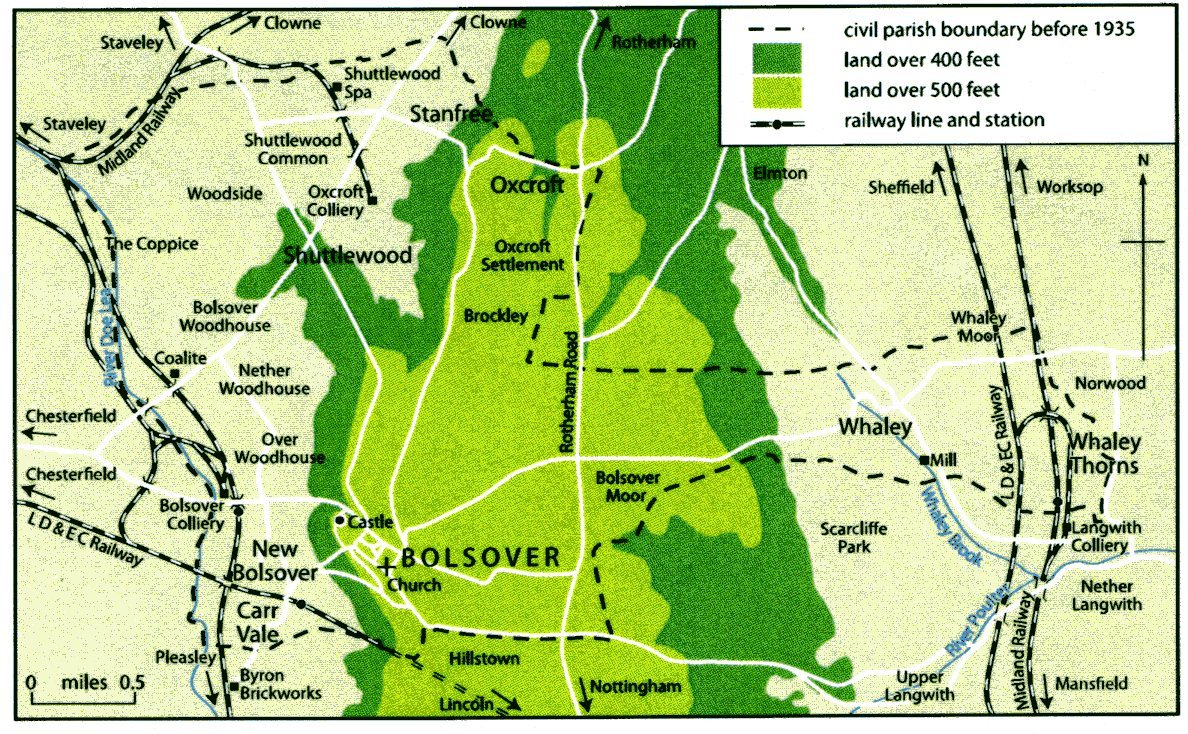 civil parish boundary before 1935
land over 400 feet
land over 500 feet
railway line and station
N
Staveley
Clowne
Clowne
Rotherham
Shuttlewood
Spa
Stanfree
Staveley
Midland Railway
Shuttlewood
Common
Woodside
Oxcroft
Colliery
Oxcroft
Elmton
Sheffield
Worksop
The Coppice
Shuttlewood
Oxcroft
Settlement
River Doe Lea
Bolsover
Woodhouse
Brockley
Whaley
Moor
Coalite
Nether
Woodhouse
Rotherham Road
Norwood
Chesterfield
Over
Woodhouse
Whaley
LD&EC Railway
Whaley
Thorns
Chesterfield
Bolsover
Moor
Mill
Bolsover
Colliery
Castle
Whaley Brook
Scarcliffe
Park
Langwith
Colliery
LD&EC Railway
New
Bolsover
BOLSOVER
Church
Nether
Langwith
Carr
Vale
River Poulter
Midland Railway
Pleasley
Hillstown
Byron
Brickworks
Lincoln
Nottingham
Upper
Langwith
Mansfield
0 miles 0.5